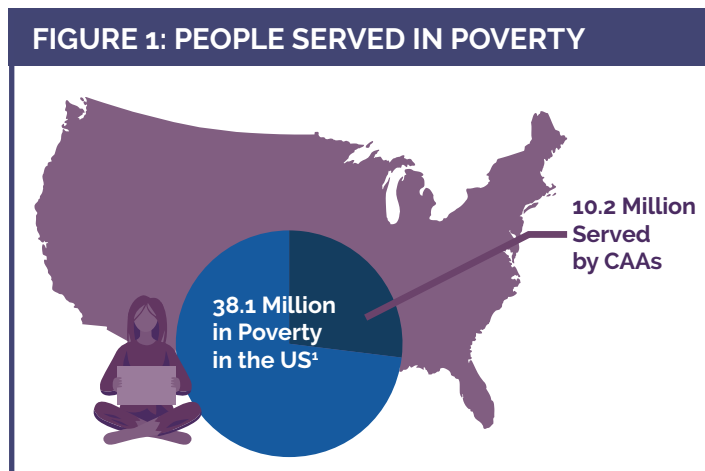 FIGURE 1: PEOPLE SERVED IN POVERTY
10.2 Million
Served
by CAAs
38.1 Million
in Poverty
in the US¹